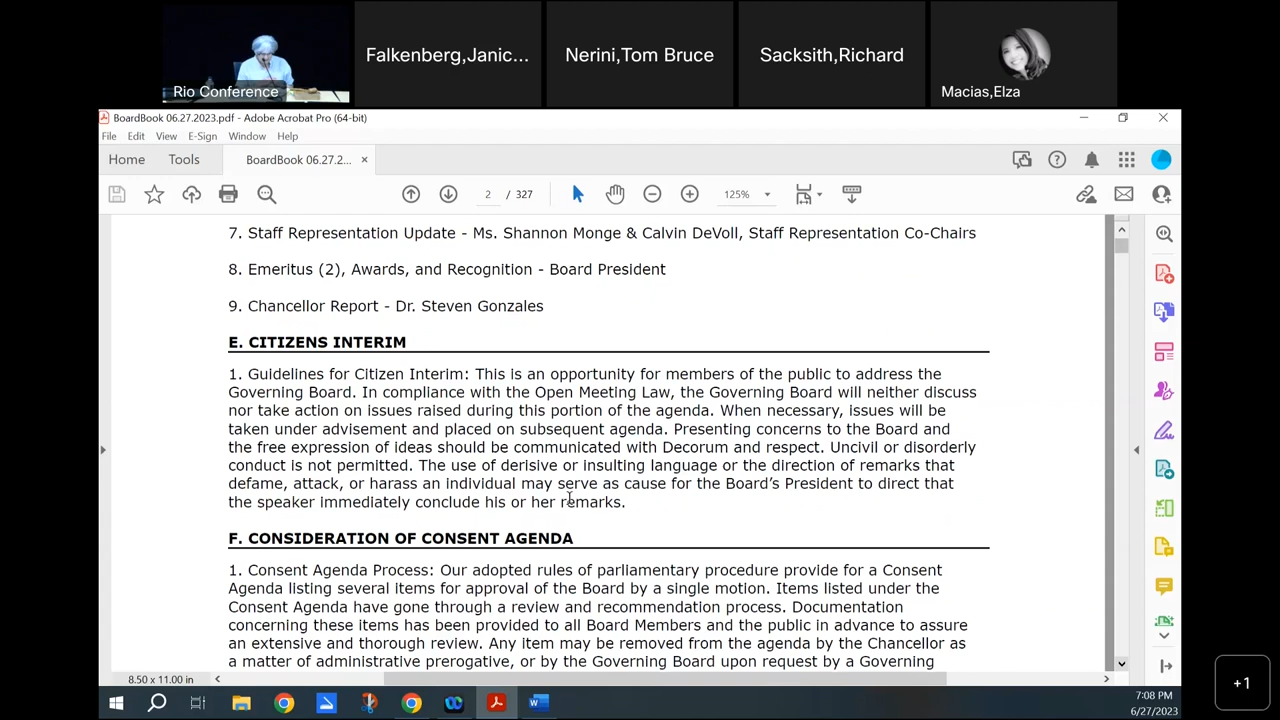 Rio Conference
Falkenberg,Janic...
Nerini,Tom Bruce
Sacksith,Richard
Macias,Elza
BoardBook 06.27.2023.pdf - Adobe Acrobat Pro (64-bit)
File Edit View E-Sign Window Help
Home Tools BoardBook 06.27.2...
2 / 327 125%
7. Staff Representation Update - Ms. Shannon Monge & Calvin DeVoll, Staff Representation Co-Chairs
8. Emeritus (2), Awards, and Recognition - Board President
9. Chancellor Report - Dr. Steven Gonzales
E. CITIZENS INTERIM
1. Guidelines for Citizen Interim: This is an opportunity for members of the public to address the
Governing Board. In compliance with the Open Meeting Law, the Governing Board will neither discuss
nor take action on issues raised during this portion of the agenda. When necessary, issues will be
taken under advisement and placed on subsequent agenda. Presenting concerns to the Board and
the free expression of ideas should be communicated with Decorum and respect. Uncivil or disorderly
conduct is not permitted. The use of derisive or insulting language or the direction of remarks that
defame, attack, or harass an individual may serve as cause for the Board’s President to direct that
the speaker immediately conclude his or her remarks.
F. CONSIDERATION OF CONSENT AGENDA
1. Consent Agenda Process: Our adopted rules of parliamentary procedure provide for a Consent
Agenda listing several items for approval of the Board by a single motion. Items listed under the
Consent Agenda have gone through a review and recommendation process. Documentation
concerning these items has been provided to all Board Members and the public in advance to assure
an extensive and thorough review. Any item may be removed from the agenda by the Chancellor as
a matter of administrative prerogative, or by the Governing Board upon request by a Governing
8.50 x 11.00 in
7:08 PM
6/27/2023
+1